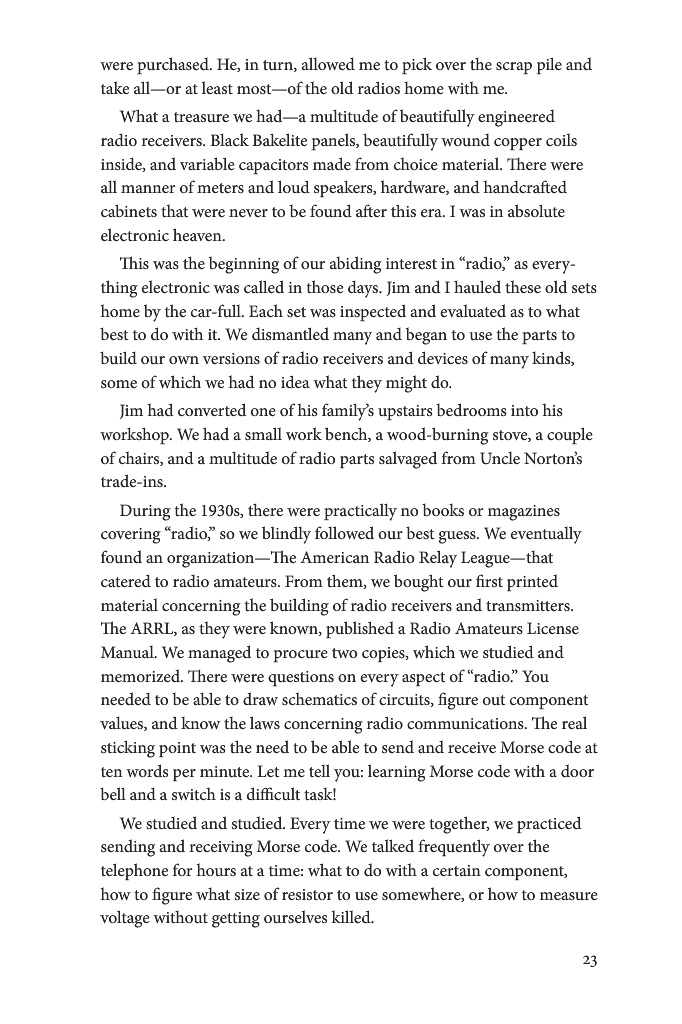 were purchased. He, in turn, allowed me to pick over the scrap pile and
take all—or at least most—of the old radios home with me.
What a treasure we had—a multitude of beautifully engineered
radio receivers. Black Bakelite panels, beautifully wound copper coils
inside, and variable capacitors made from choice material. There were
all manner of meters and loud speakers, hardware, and handcrafted
cabinets that were never to be found after this era. I was in absolute
electronic heaven.
This was the beginning of our abiding interest in “radio,” as every-
thing electronic was called in those days. Jim and I hauled these old sets
home by the car-full. Each set was inspected and evaluated as to what
best to do with it. We dismantled many and began to use the parts to
build our own versions of radio receivers and devices of many kinds,
some of which we had no idea what they might do.
Jim had converted one of his family’s upstairs bedrooms into his
workshop. We had a small work bench, a wood-burning stove, a couple
of chairs, and a multitude of radio parts salvaged from Uncle Norton’s
trade-ins.
During the 1930s, there were practically no books or magazines
covering “radio,” so we blindly followed our best guess. We eventually
found an organization—The American Radio Relay League—that
catered to radio amateurs. From them, we bought our first printed
material concerning the building of radio receivers and transmitters.
The ARRL, as they were known, published a Radio Amateurs License
Manual. We managed to procure two copies, which we studied and
memorized. There were questions on every aspect of “radio.” You
needed to be able to draw schematics of circuits, figure out component
values, and know the laws concerning radio communications. The real
sticking point was the need to be able to send and receive Morse code at
ten words per minute. Let me tell you: learning Morse code with a door
bell and a switch is a difficult task!
We studied and studied. Every time we were together, we practiced
sending and receiving Morse code. We talked frequently over the
telephone for hours at a time: what to do with a certain component,
how to figure what size of resistor to use somewhere, or how to measure
voltage without getting ourselves killed.
23